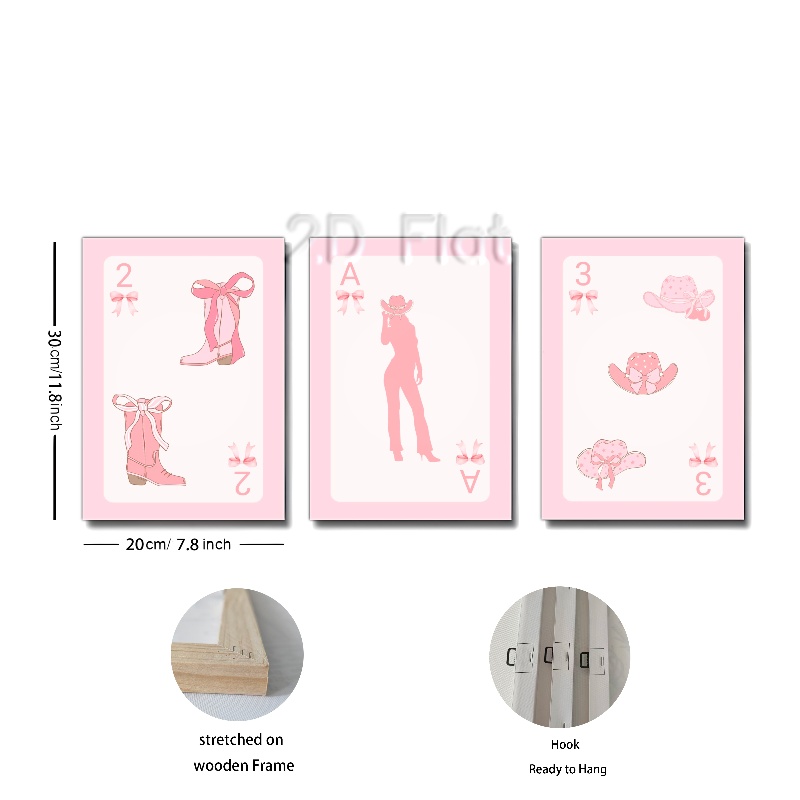 2D Flat
2
2
A
A
3
3
30cm/11.8inch
20cm/ 7.8 inch
stretched on
wooden Frame
Hook
Ready to Hang